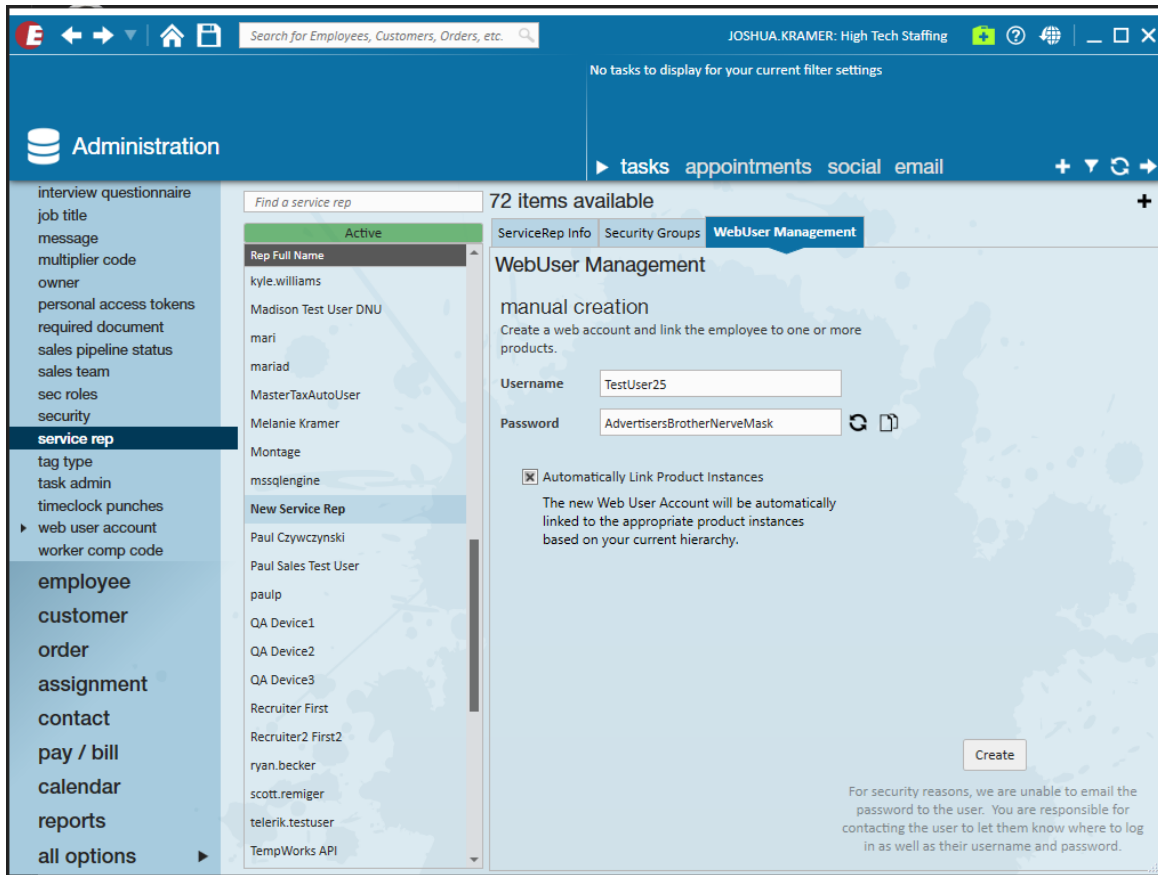 E
Search for Employees, Customers, Orders, etc.
JOSHUA.KRAMER: High Tech Staffing
No tasks to display for your current filter settings
Administration
tasks appointments social email
interview questionnaire
job title
message
multiplier code
owner
personal access tokens
required document
sales pipeline status
sales team
sec roles
security
service rep
tag type
task admin
timeclock punches
web user account
worker comp code
employee
customer
order
assignment
contact
pay / bill
calendar
reports
all options
Find a service rep
Active
Rep Full Name
kyle.williams
Madison Test User DNU
mari
mariad
MasterTaxAutoUser
Melanie Kramer
Montage
mssqlengine
New Service Rep
Paul Czywczynski
Paul Sales Test User
paulp
QA Device1
QA Device2
QA Device3
Recruiter First
Recruiter2 First2
ryan.becker
scott.remiger
telerik.testuser
TempWorks API
72 items available
ServiceRep Info Security Groups WebUser Management
WebUser Management
manual creation
Create a web account and link the employee to one or more
products.
Username TestUser25
Password AdvertisersBrotherNerveMask
Automatically Link Product Instances
The new Web User Account will be automatically
linked to the appropriate product instances
based on your current hierarchy.
Create
For security reasons, we are unable to email the
password to the user. You are responsible for
contacting the user to let them know where to log
in as well as their username and password.